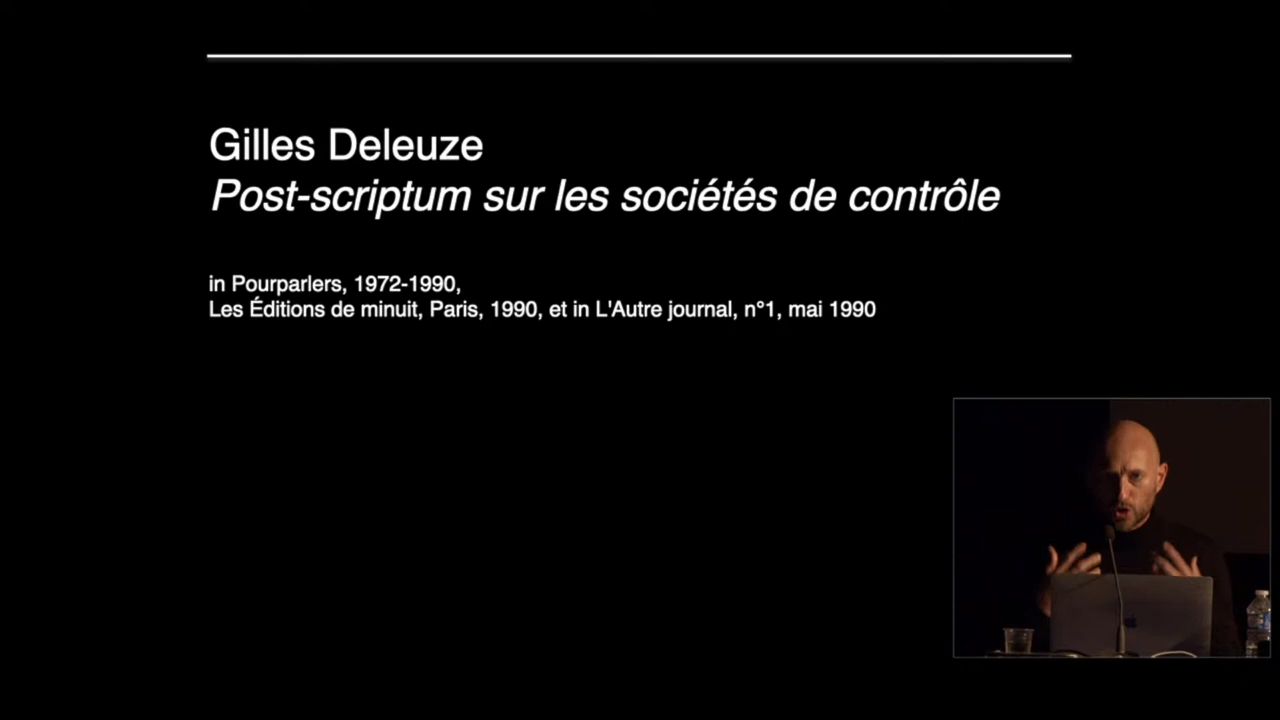 Gilles Deleuze
Post-scriptum sur les sociétés de contrôle
in Pourparlers, 1972-1990,
Les Éditions de minuit, Paris, 1990, et in L'Autre journal, n°1, mai 1990